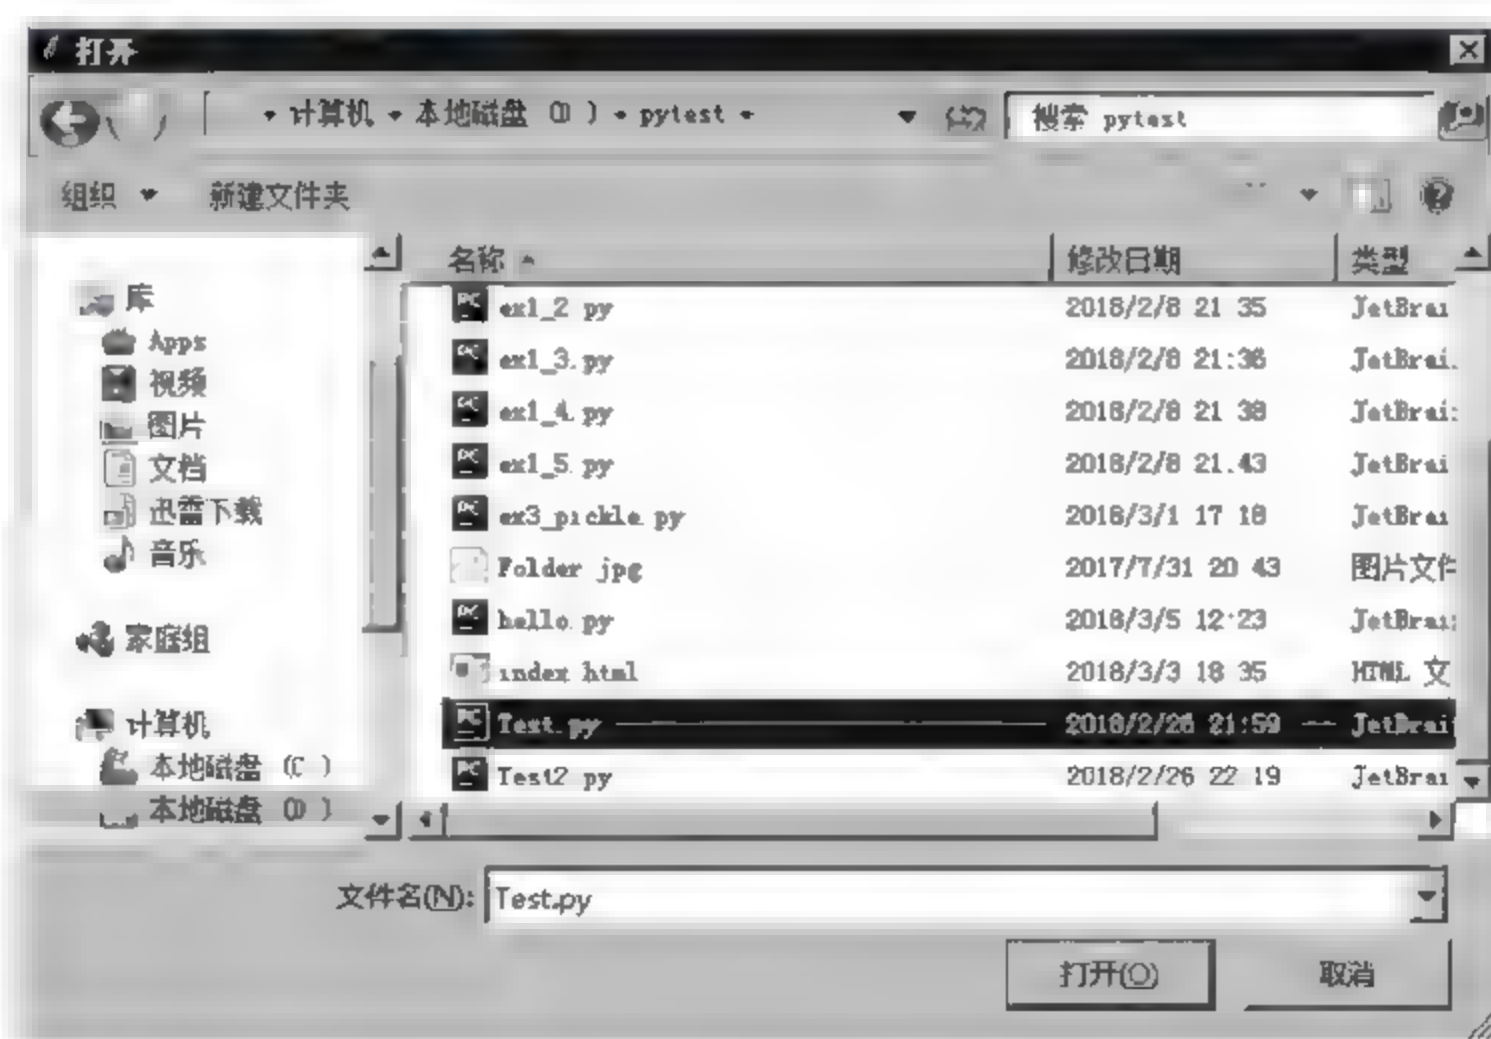 打开
计算机 本地磁盘 (D ) pytest 搜索 pytest
组织 新建文件夹
名称 修改日期 类型
库
Apps
视频
图片
文档
迅雷下载
音乐
家庭组
计算机
本地磁盘 (C )
本地磁盘 (D )
ex1_2 py 2018/2/8 21 35 JetBrai
ex1_3.py 2018/2/8 21:36 JetBrai.
ex1_4.py 2018/2/8 21 38 JetBrai:
ex1_5.py 2018/2/8 21.43 JetBrai
ex3_pickle.py 2018/3/1 17 18 JetBrai
Folder jpg 2017/7/31 20 43 图片文件
hello.py 2018/3/5 12:23 JetBrai
index html 2018/3/3 18 35 HTML 文
Test.py 2018/2/26 21:59 JetBrai
Test2 py 2018/2/26 22 19 JetBrai
文件名(N): Test.py
打开(O) 取消